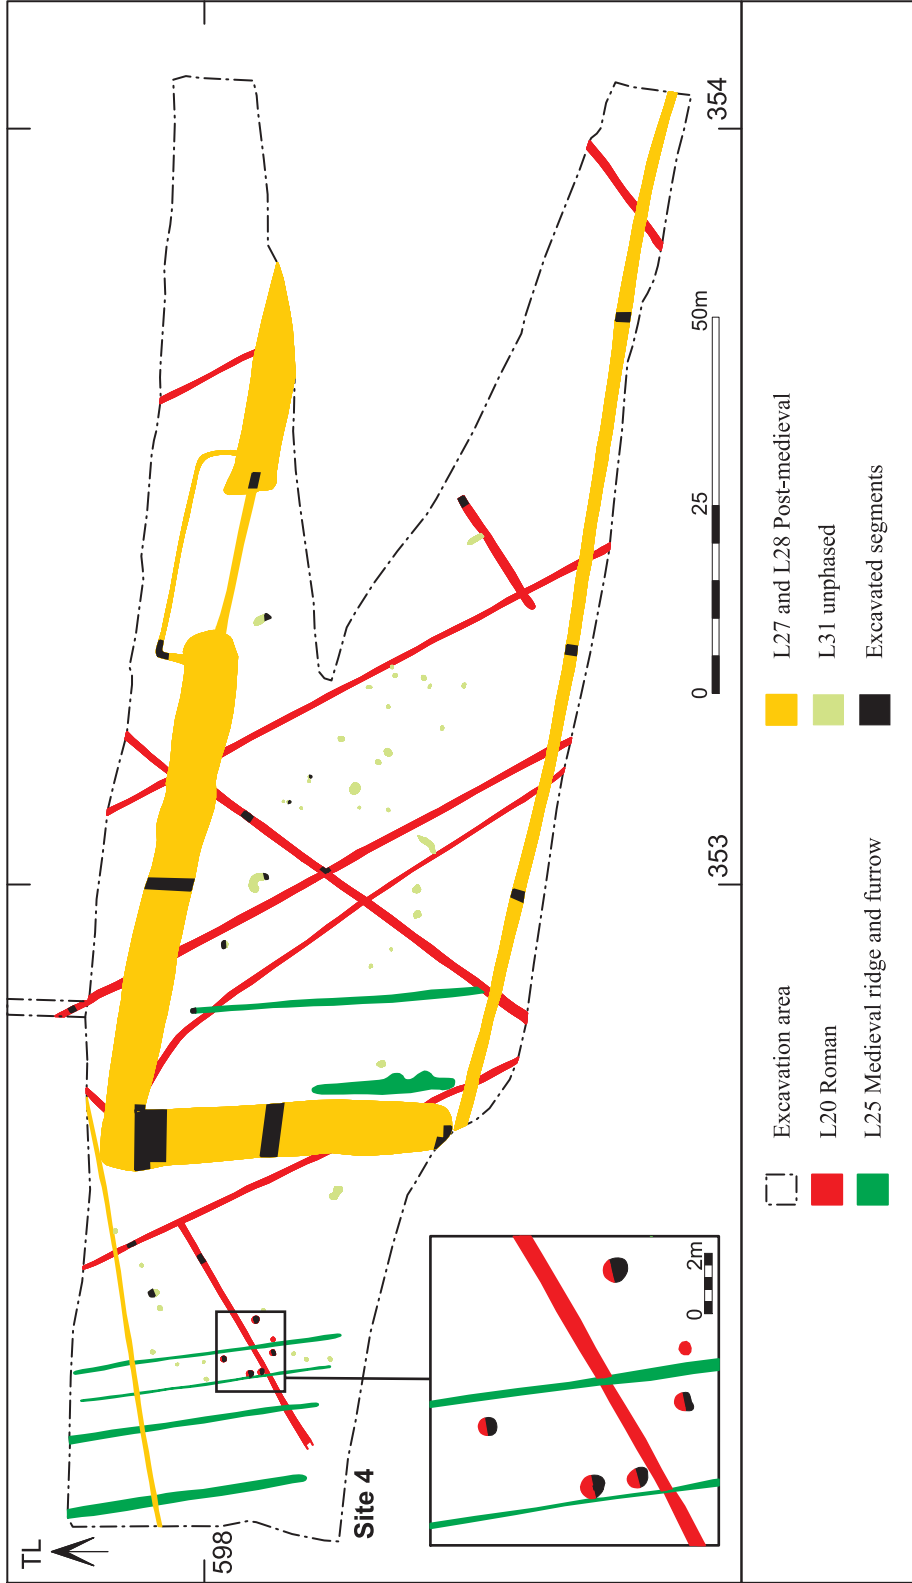 TL
598
Site 4
353
354
0
25
50m
0
2m
Excavation area
L20 Roman
L25 Medieval ridge and furrow
L27 and L28 Post-medieval
L31 unphased
Excavated segments